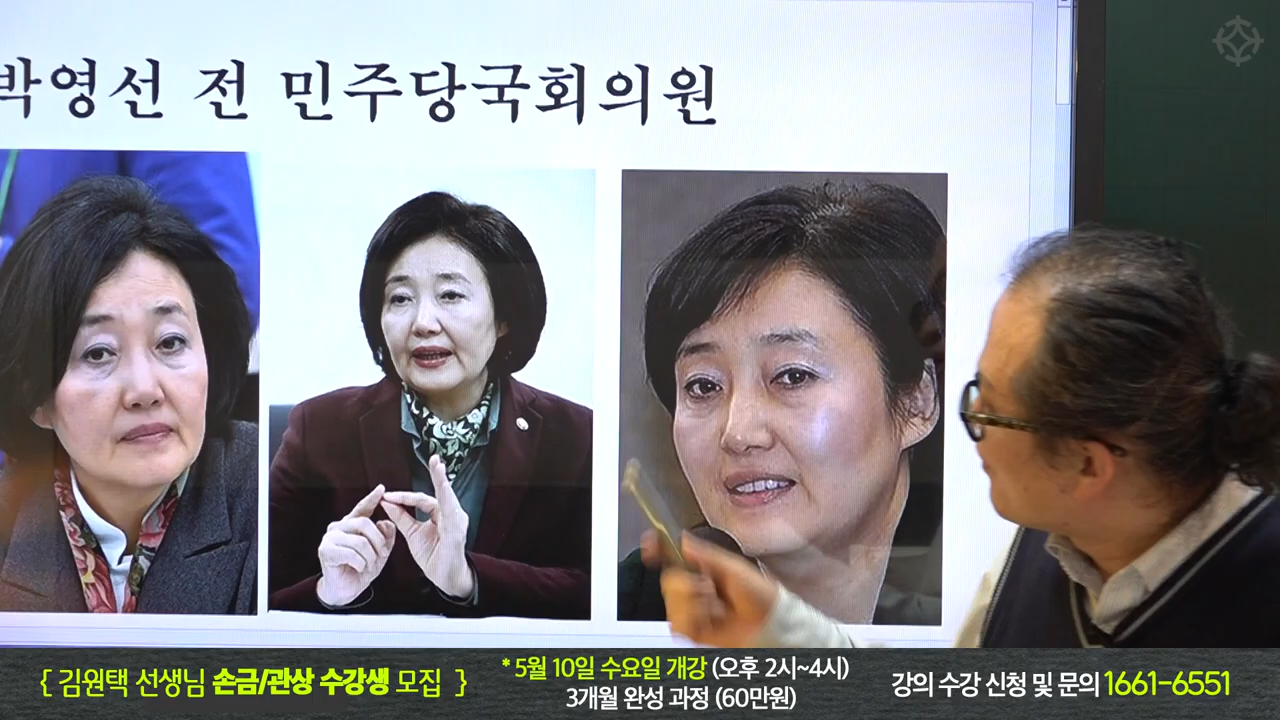 박영선 전 민주당국회의원
{ 김원택 선생님 손금/관상 수강생 모집 }
* 5월 10일 수요일 개강 (오후 2시~4시)
3개월 완성 과정 (60만원)
강의 수강 신청 및 문의 1661-6551